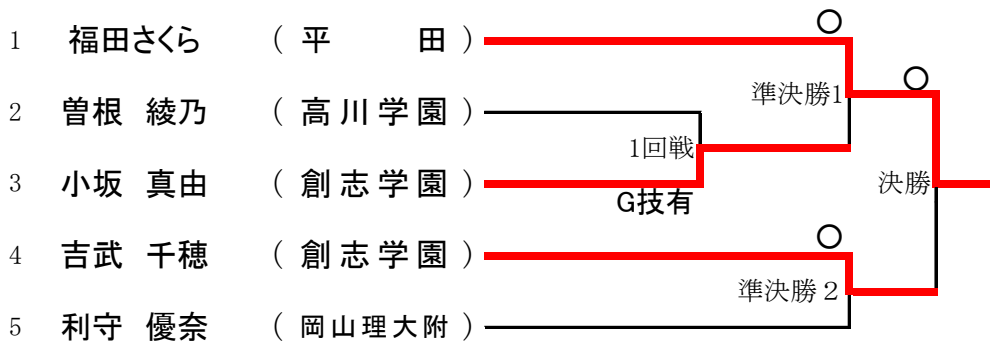 ○
1 福田さくら ( 平 田 )
○
準決勝1
2 曽根 綾乃 ( 高川学園 )
1回戦
3 小坂 真由 ( 創志学園 )
決勝
G技有
○
4 吉武 千穂 ( 創志学園 )
準決勝２
5 利守 優奈 ( 岡山理大附 )